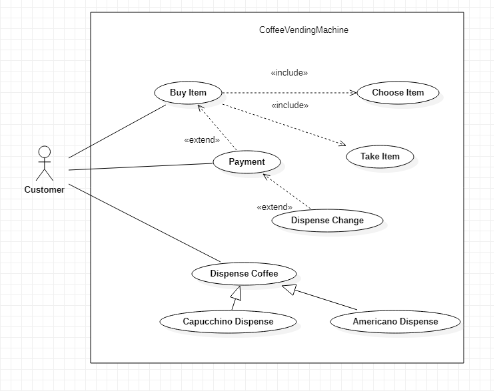 CoffeeVendingMachine
«include»
Buy Item
Choose Item
«include»
«extend»
Take Item
Payment
Customer
«extend»
Dispense Change
Dispense Coffee
Capucchino Dispense
Americano Dispense